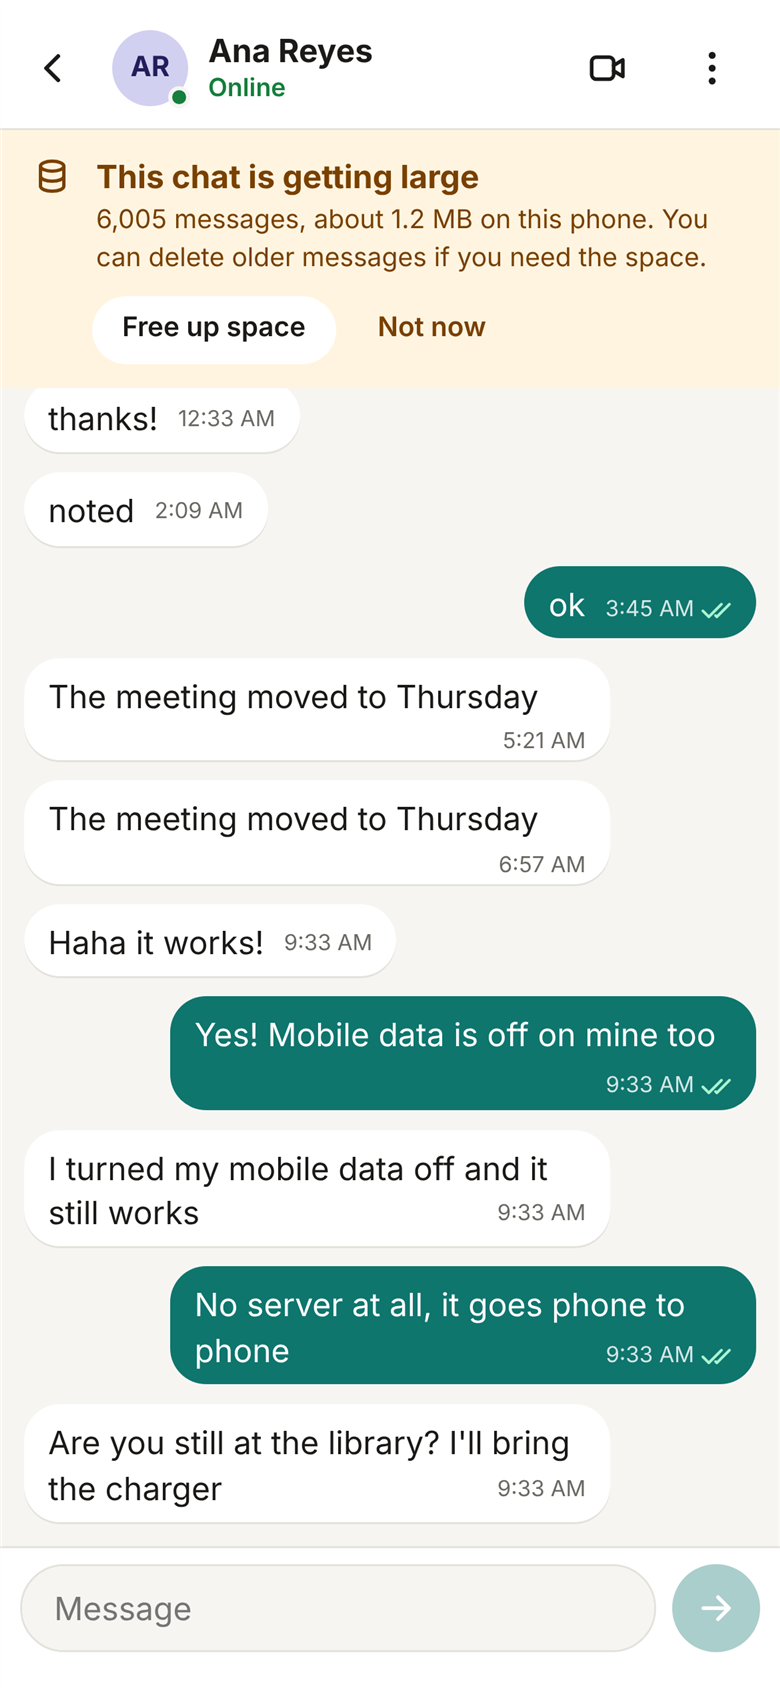 AR
Ana Reyes
Online
This chat is getting large
6,005 messages, about 1.2 MB on this phone. You
can delete older messages if you need the space.
Free up space
Not now
thanks! 12:33 AM
noted 2:09 AM
ok 3:45 AM
The meeting moved to Thursday
5:21 AM
The meeting moved to Thursday
6:57 AM
Haha it works! 9:33 AM
Yes! Mobile data is off on mine too
9:33 AM
I turned my mobile data off and it
still works 9:33 AM
No server at all, it goes phone to
phone 9:33 AM
Are you still at the library? I'll bring
the charger 9:33 AM
Message